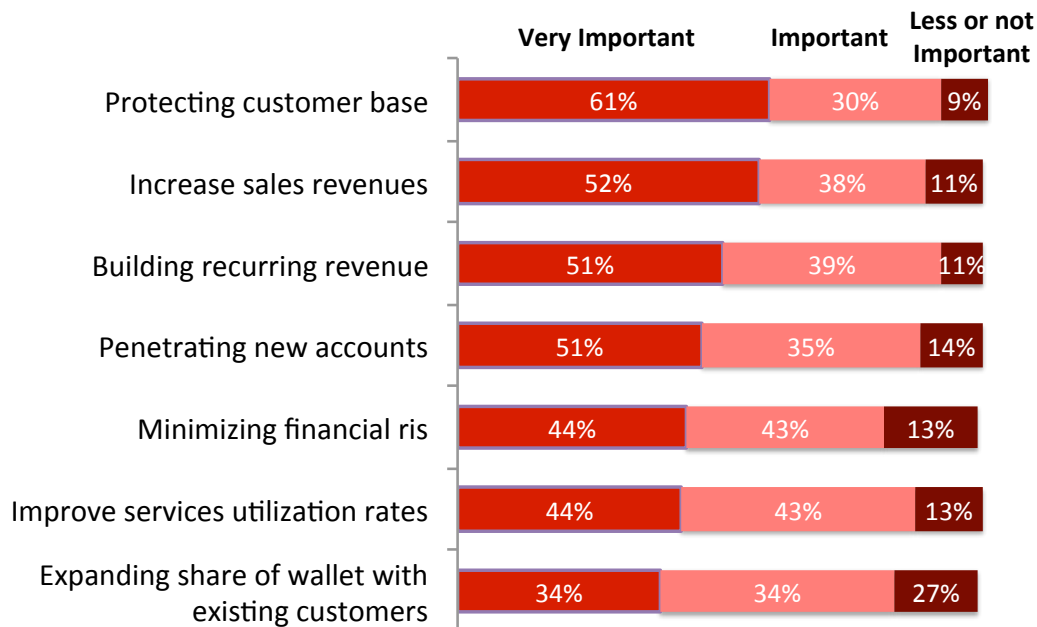 Very Important Important Less or not
Important
Protecting customer base 61% 30% 9%
Increase sales revenues 52% 38% 11%
Building recurring revenue 51% 39% 11%
Penetrating new accounts 51% 35% 14%
Minimizing financial ris 44% 43% 13%
Improve services utilization rates 44% 43% 13%
Expanding share of wallet with
existing customers 34% 34% 27%